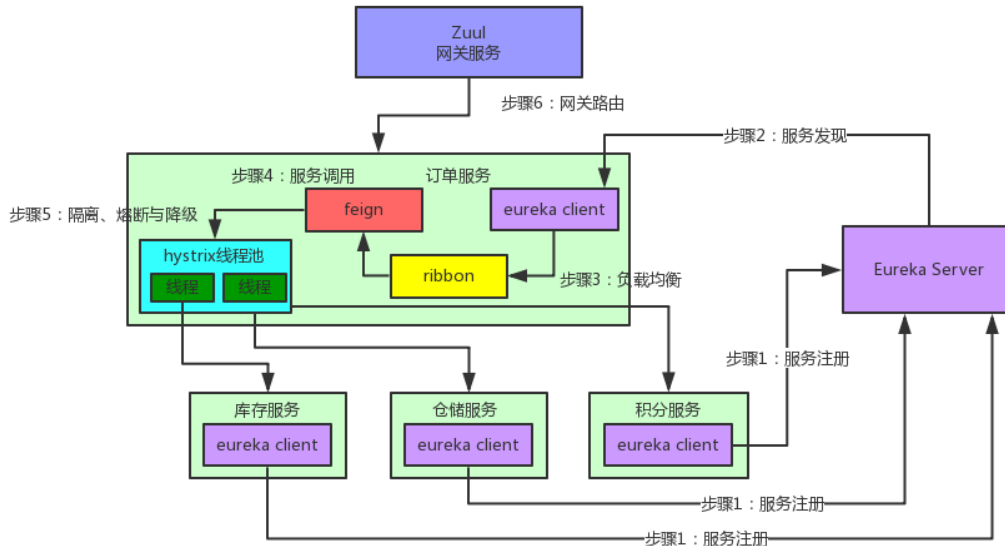 Zuul
网关服务
步骤6：网关路由
步骤2：服务发现
步骤4：服务调用
订单服务
feign
eureka client
步骤5：隔离、熔断与降级
hystrix线程池
线程
线程
ribbon
步骤3：负载均衡
Eureka Server
步骤1：服务注册
库存服务
eureka client
仓储服务
eureka client
积分服务
eureka client
步骤1：服务注册
步骤1：服务注册